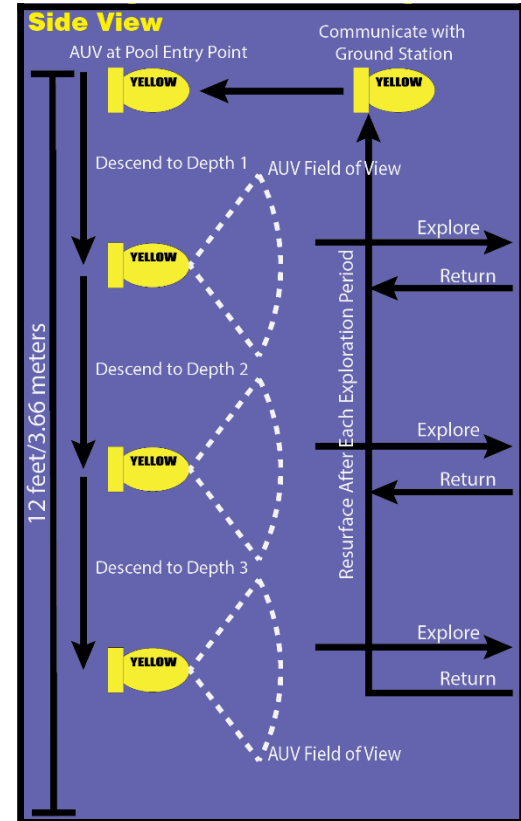 Side View
Communicate with
Ground Station
AUV at Pool Entry Point
YELLOW
YELLOW
Descend to Depth 1
AUV Field of View
Explore
YELLOW
Return
12 feet/3.66 meters
Resurface After Each Exploration Period
Descend to Depth 2
Explore
YELLOW
Return
Descend to Depth 3
Explore
YELLOW
Return
AUV Field of View